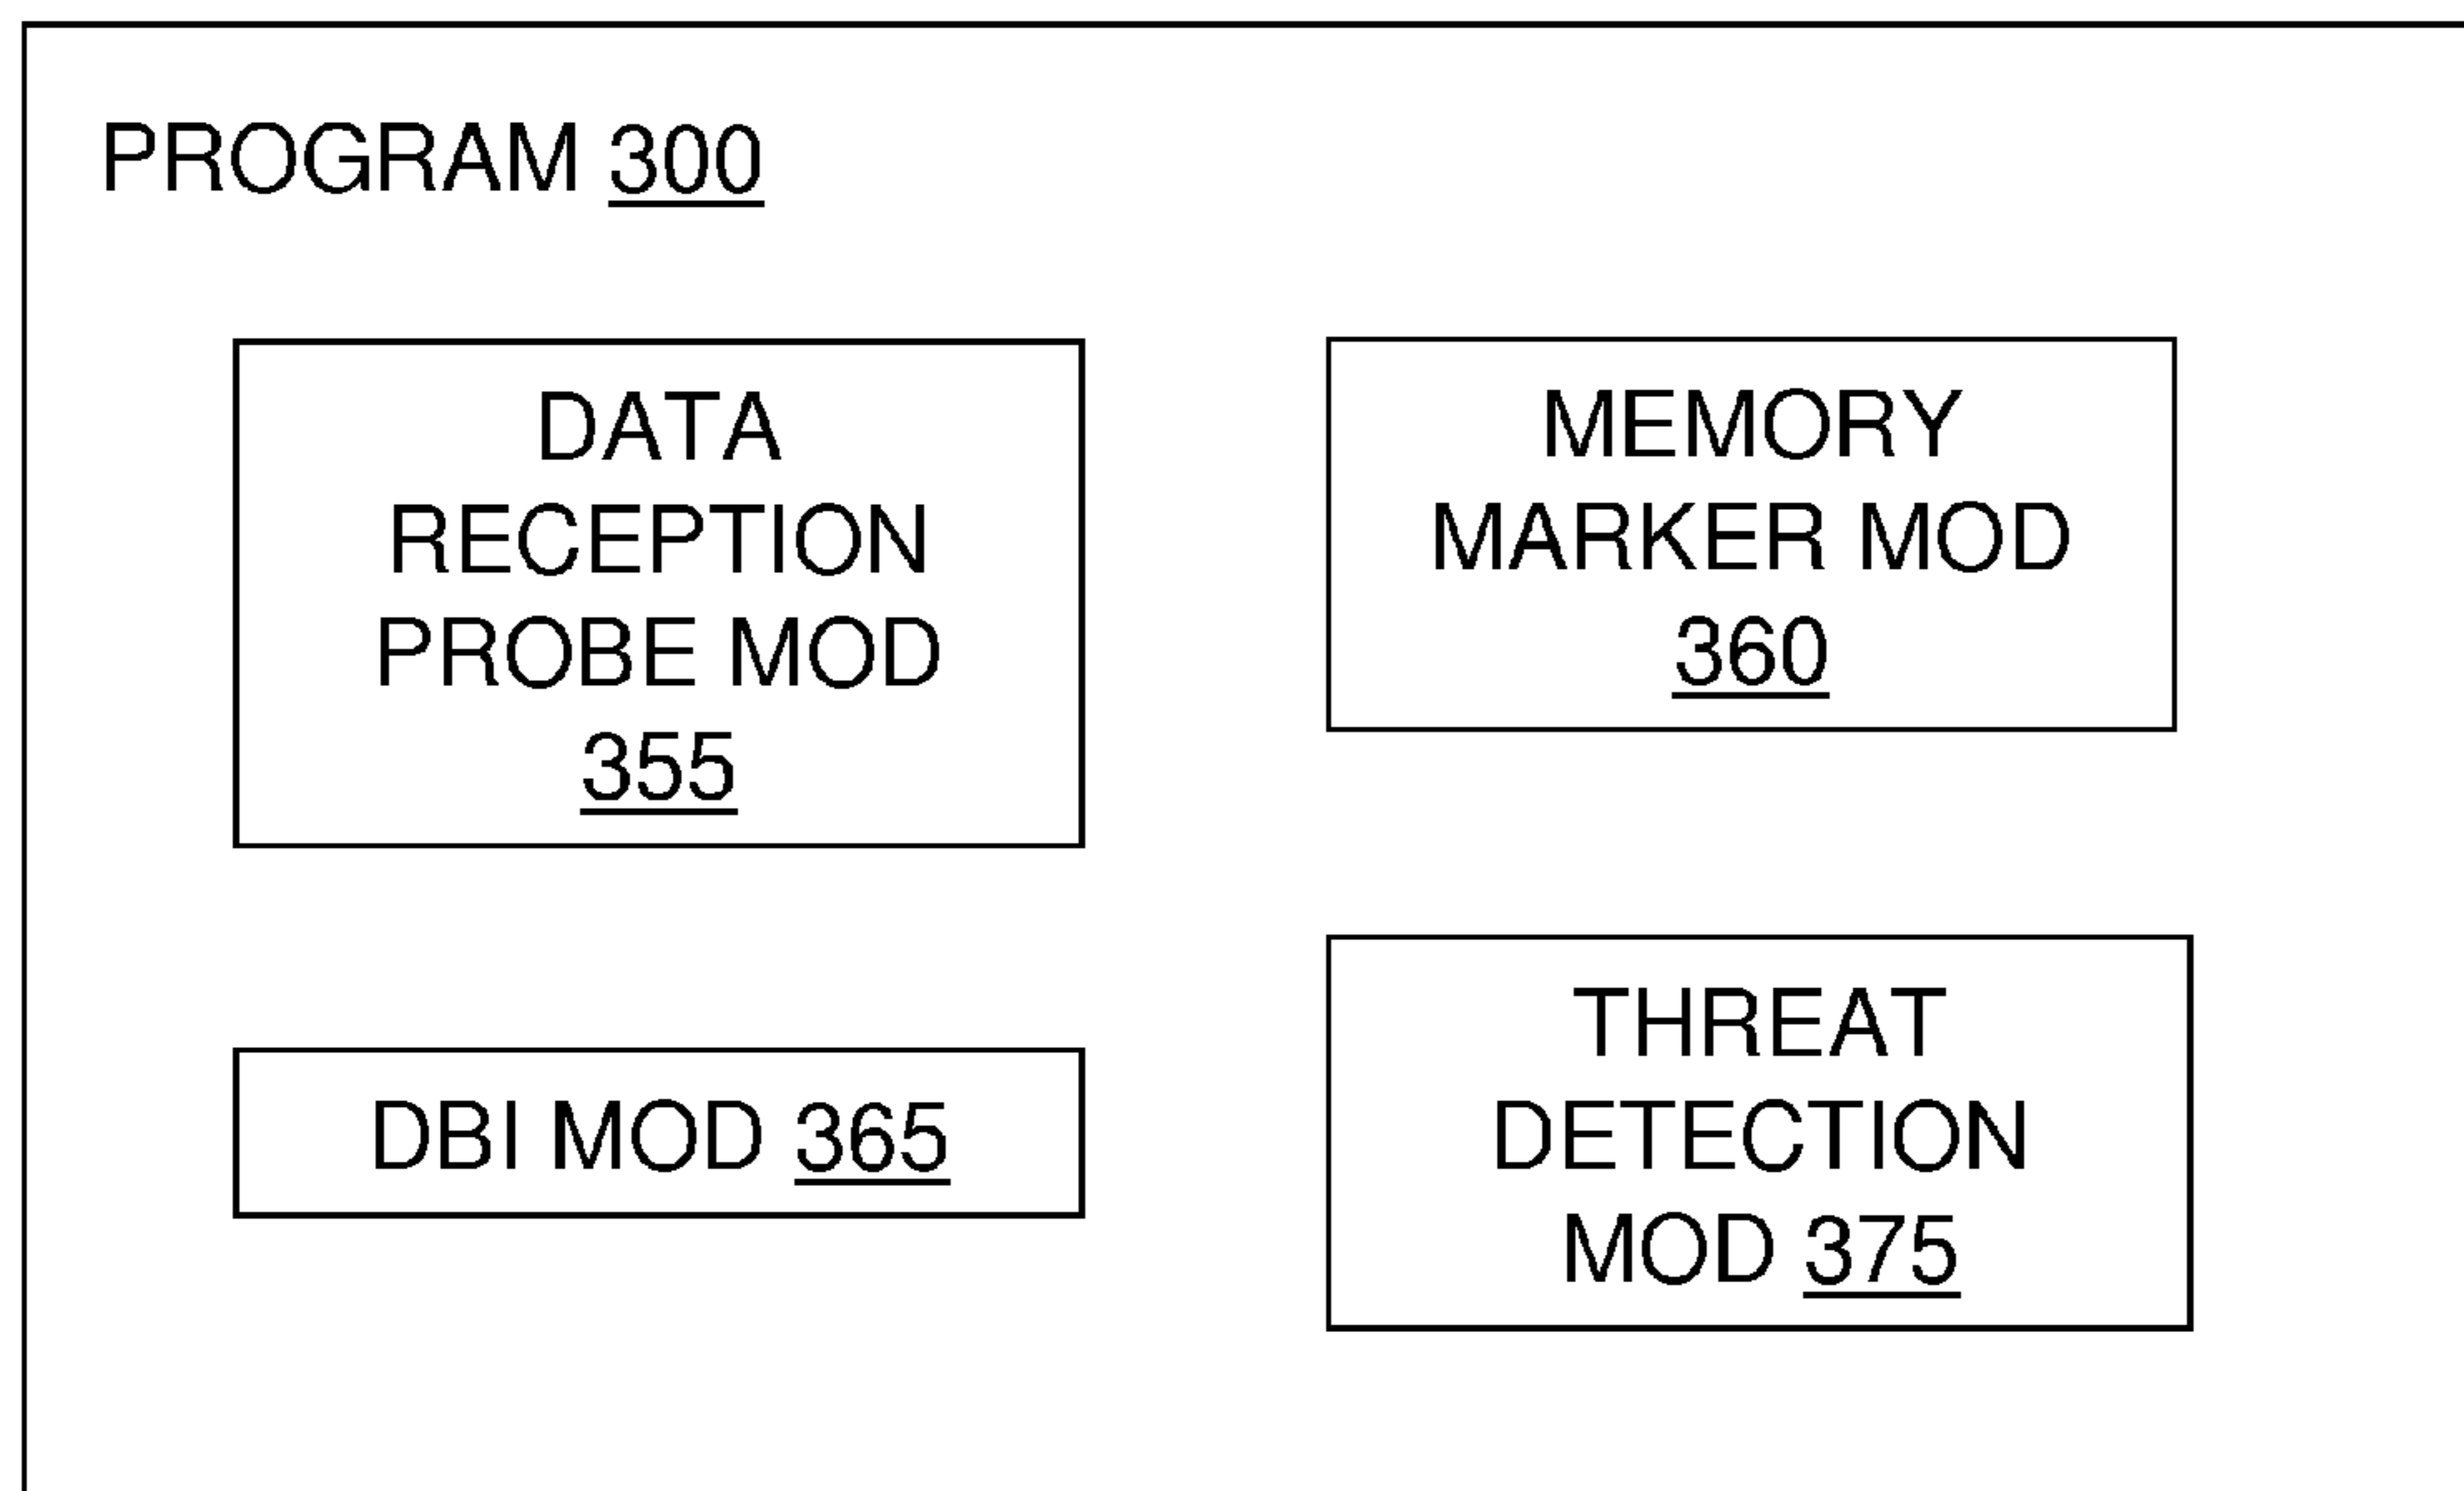 PROGRAM 300
DATA
RECEPTION
PROBE MOD
355
MEMORY
MARKER MOD
360
DBI MOD 365
THREAT
DETECTION
MOD 375